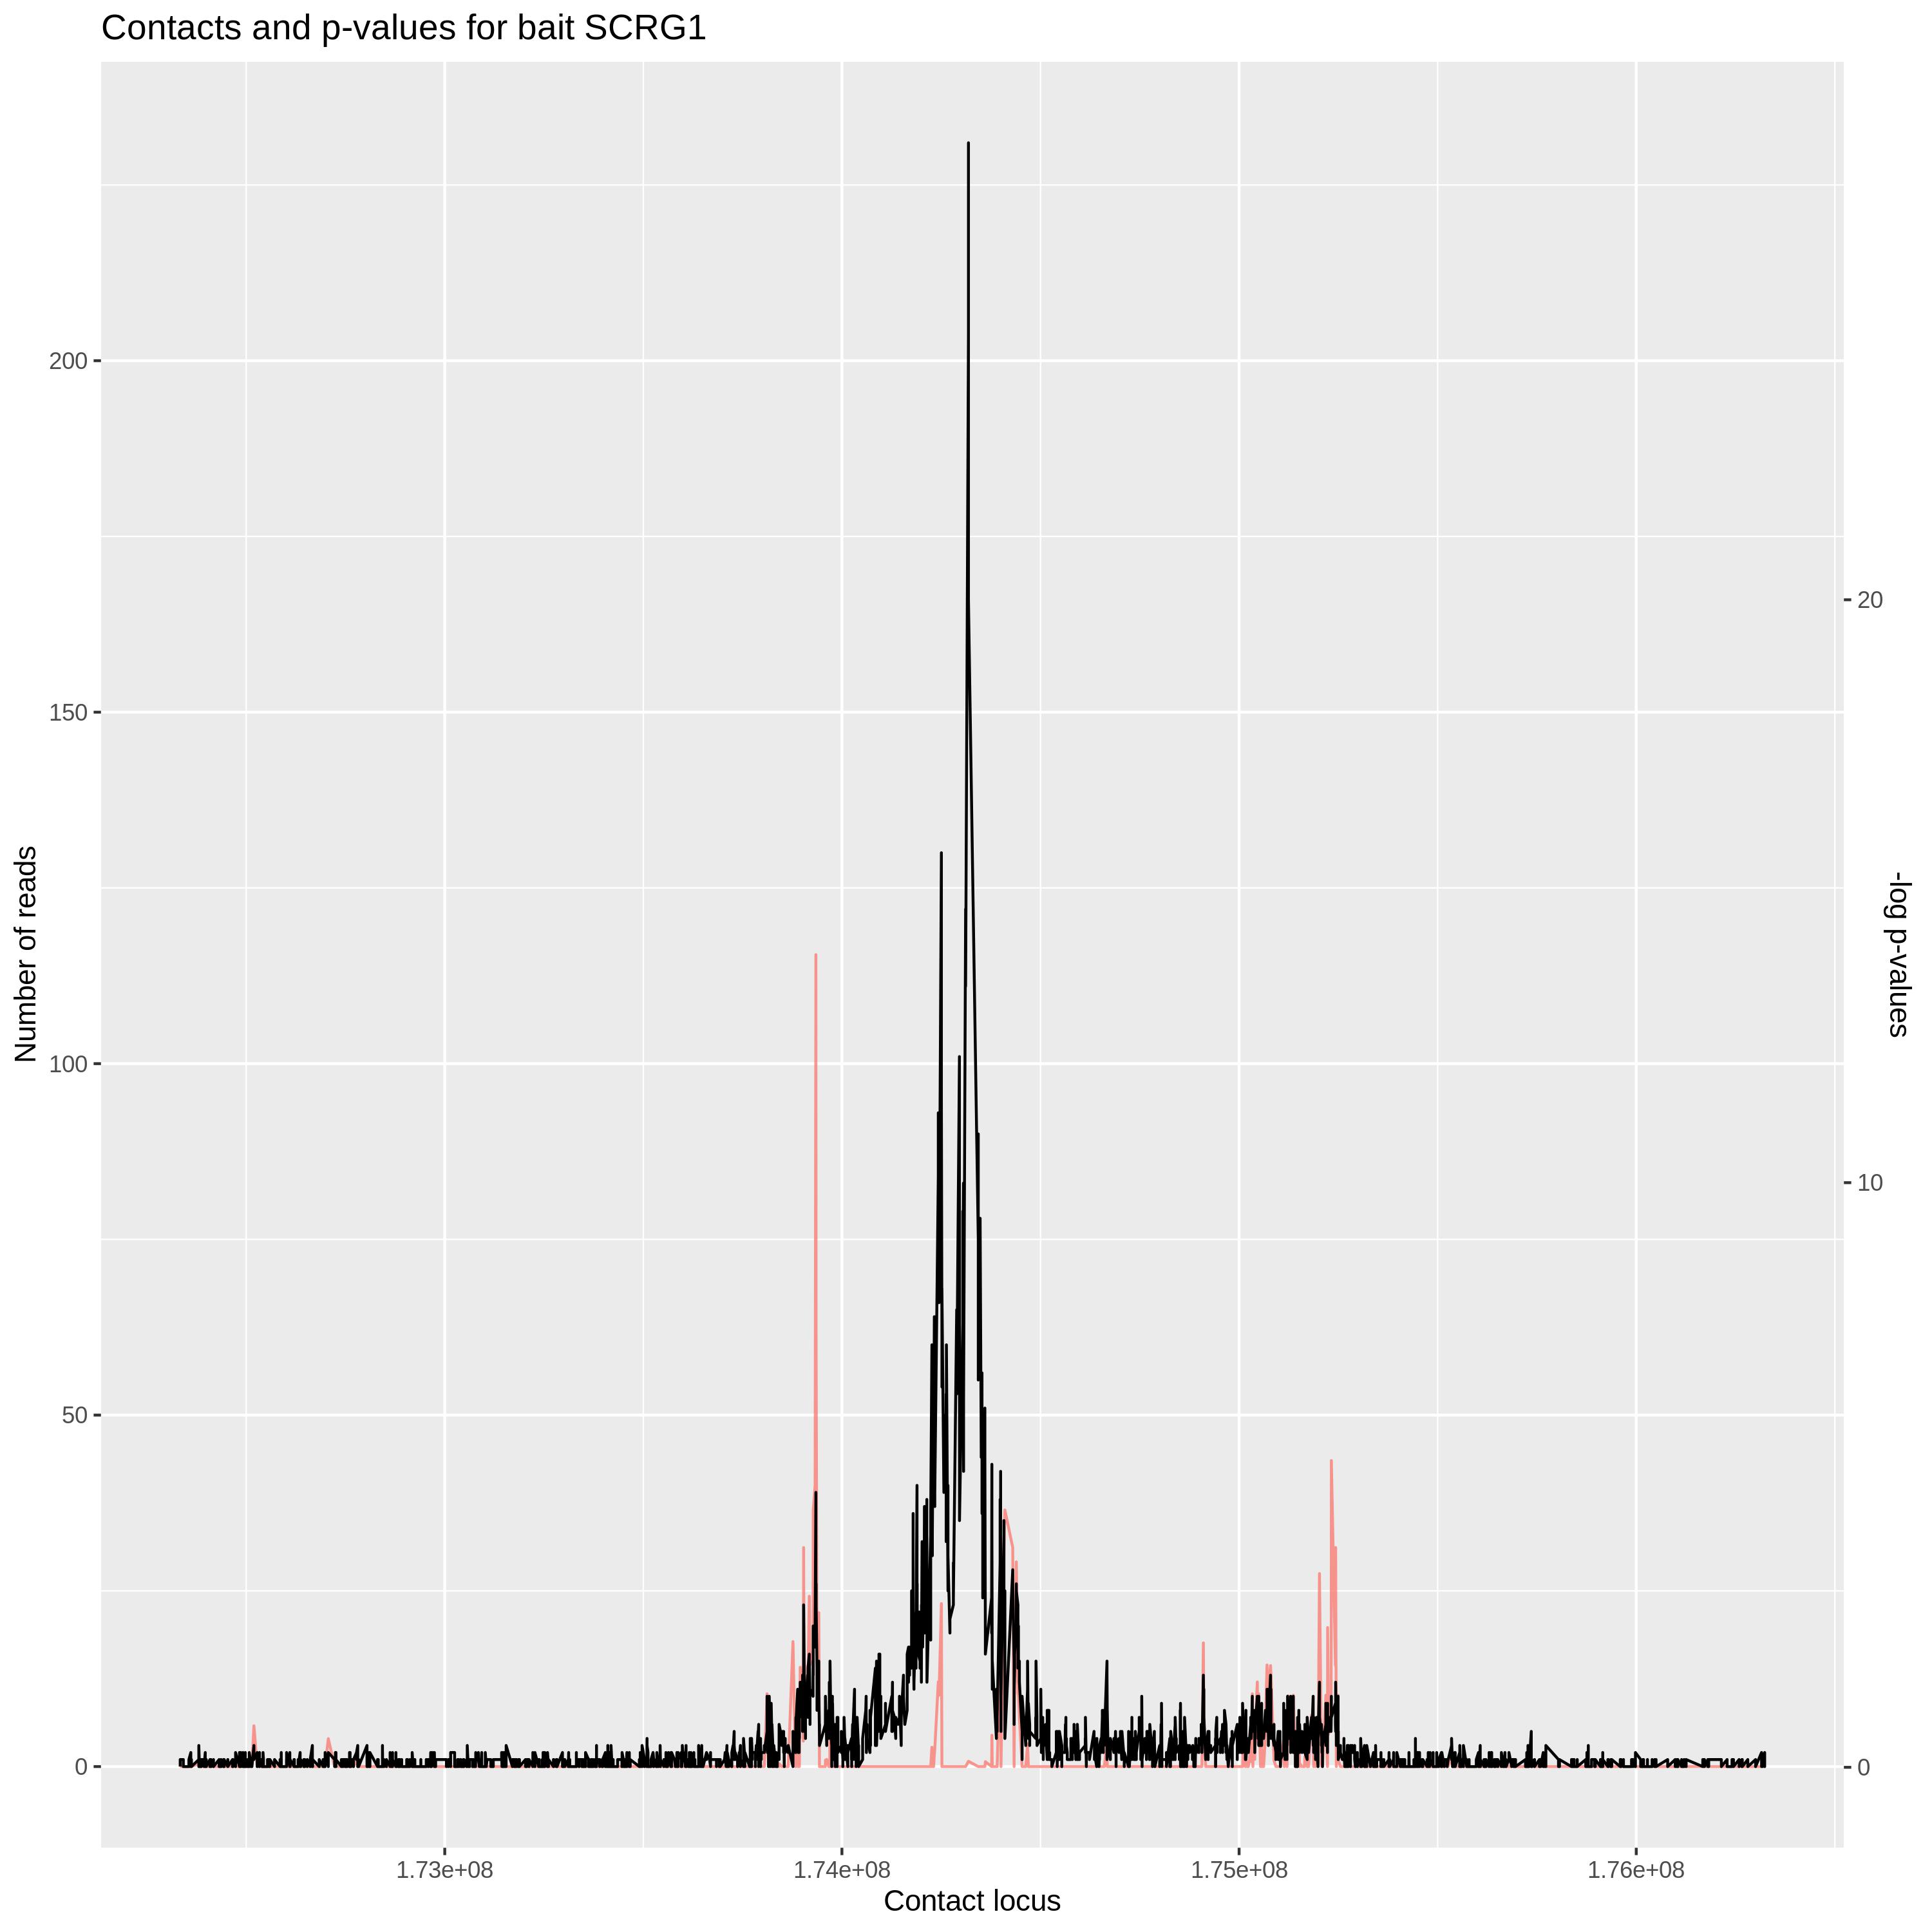 Contacts and p-values for bait SCRG1
Number of reads
200
150
100
50
0
20
10
0
-log p-values
1.73e+08
1.74e+08
1.75e+08
1.76e+08
Contact locus